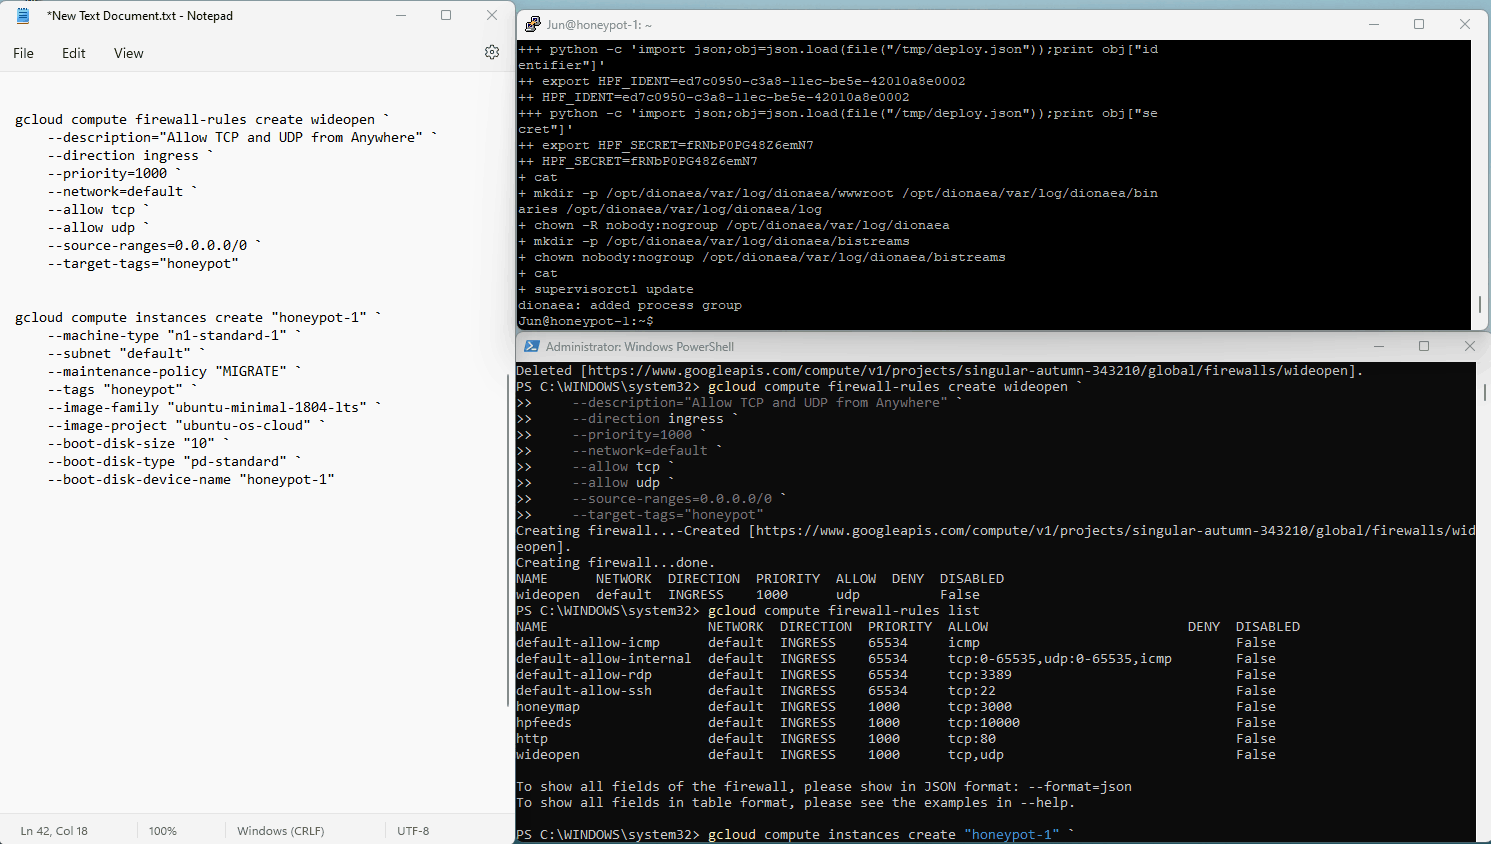 *New Text Document.txt - Notepad
File Edit View
gcloud compute firewall-rules create wideopen `
--description="Allow TCP and UDP from Anywhere" `
--direction ingress `
--priority=1000 `
--network=default `
--allow tcp `
--allow udp `
--source-ranges=0.0.0.0/0 `
--target-tags="honeypot"
gcloud compute instances create "honeypot-1" `
--machine-type "n1-standard-1" `
--subnet "default" `
--maintenance-policy "MIGRATE" `
--tags "honeypot" `
--image-family "ubuntu-minimal-1804-lts" `
--image-project "ubuntu-os-cloud" `
--boot-disk-size "10" `
--boot-disk-type "pd-standard" `
--boot-disk-device-name "honeypot-1"
Ln 42, Col 18 100% Windows (CRLF) UTF-8
Jun@honeypot-1: ~
+++ python -c 'import json;obj=json.load(file("/tmp/deploy.json"));print obj["id
entifier"]'
++ export HPF_IDENT=ed7c0950-c3a8-11ec-be5e-42010a8e0002
++ HPF_IDENT=ed7c0950-c3a8-11ec-be5e-42010a8e0002
+++ python -c 'import json;obj=json.load(file("/tmp/deploy.json"));print obj["se
cret"]'
++ export HPF_SECRET=fRNbP0PG48Z6emN7
++ HPF_SECRET=fRNbP0PG48Z6emN7
+ cat
+ mkdir -p /opt/dionaea/var/log/dionaea/wwwroot /opt/dionaea/var/log/dionaea/bin
aries /opt/dionaea/var/log/dionaea/log
+ chown -R nobody:nogroup /opt/dionaea/var/log/dionaea
+ mkdir -p /opt/dionaea/var/log/dionaea/bistreams
+ chown nobody:nogroup /opt/dionaea/var/log/dionaea/bistreams
+ cat
+ supervisorctl update
dionaea: added process group
Jun@honeypot-1:~$
Administrator: Windows PowerShell
Deleted [https://www.googleapis.com/compute/v1/projects/singular-autumn-343210/global/firewalls/wideopen].
PS C:\WINDOWS\system32> gcloud compute firewall-rules create wideopen `
>> --description="Allow TCP and UDP from Anywhere" `
>> --direction ingress `
>> --priority=1000 `
>> --network=default `
>> --allow tcp `
>> --allow udp `
>> --source-ranges=0.0.0.0/0 `
>> --target-tags="honeypot"
Creating firewall...-Created [https://www.googleapis.com/compute/v1/projects/singular-autumn-343210/global/firewalls/wid
eopen].
Creating firewall...done.
NAME NETWORK DIRECTION PRIORITY ALLOW DENY DISABLED
wideopen default INGRESS 1000 udp False
PS C:\WINDOWS\system32> gcloud compute firewall-rules list
NAME NETWORK DIRECTION PRIORITY ALLOW DENY DISABLED
default-allow-icmp default INGRESS 65534 icmp False
default-allow-internal default INGRESS 65534 tcp:0-65535,udp:0-65535,icmp False
default-allow-rdp default INGRESS 65534 tcp:3389 False
default-allow-ssh default INGRESS 65534 tcp:22 False
honeymap default INGRESS 1000 tcp:3000 False
hpfeeds default INGRESS 1000 tcp:10000 False
http default INGRESS 1000 tcp:80 False
wideopen default INGRESS 1000 tcp,udp False
To show all fields of the firewall, please show in JSON format: --format=json
To show all fields in table format, please see the examples in --help.
PS C:\WINDOWS\system32> gcloud compute instances create "honeypot-1" `